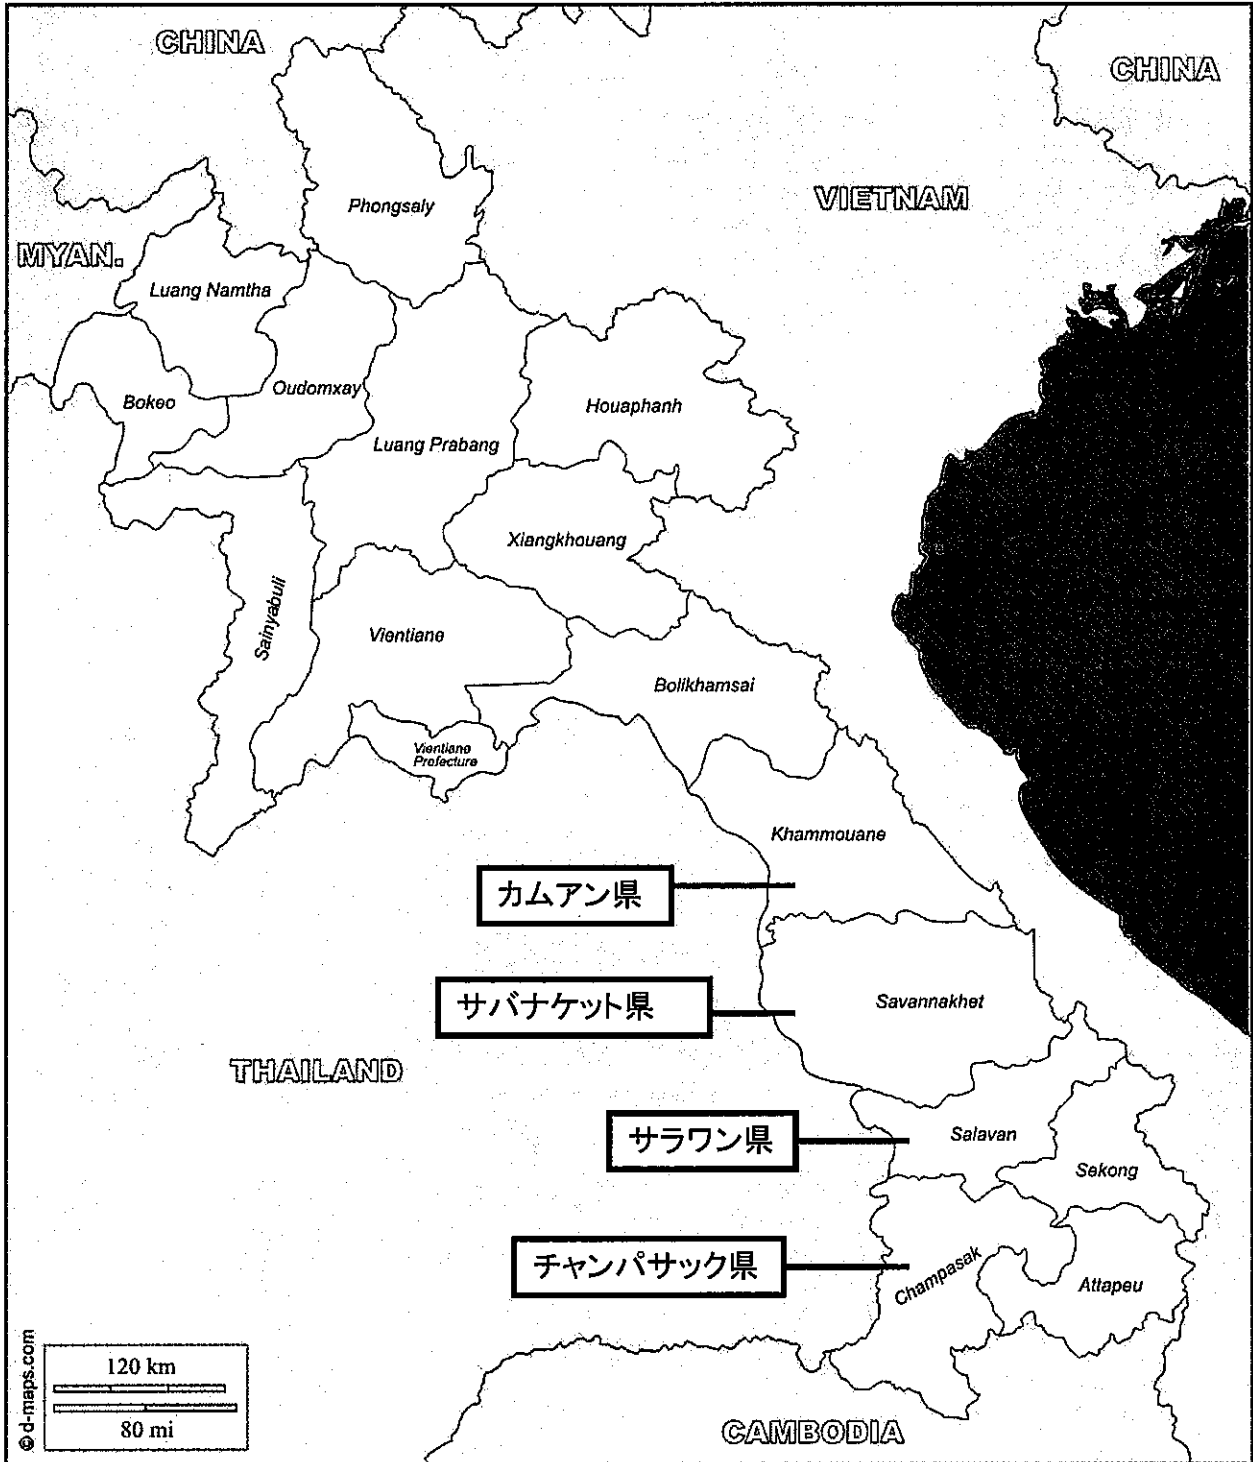 CHINA
CHINA
VIETNAM
Phongsaly
MYAN.
Luang Namtha
Oudomxay
Bokeo
Houaphanh
Luang Prabang
Xiangkhouang
Sainyabuli
Vientiane
Bolikhamsai
Vientiane
Prefecture
Khammouane
カムアン県
サバナケット県
Savannakhet
THAILAND
サラワン県
Salavan
Sekong
チャンパサック県
Champasak
Attapeu
120 km
80 mi
© d-maps.com
CAMBODIA